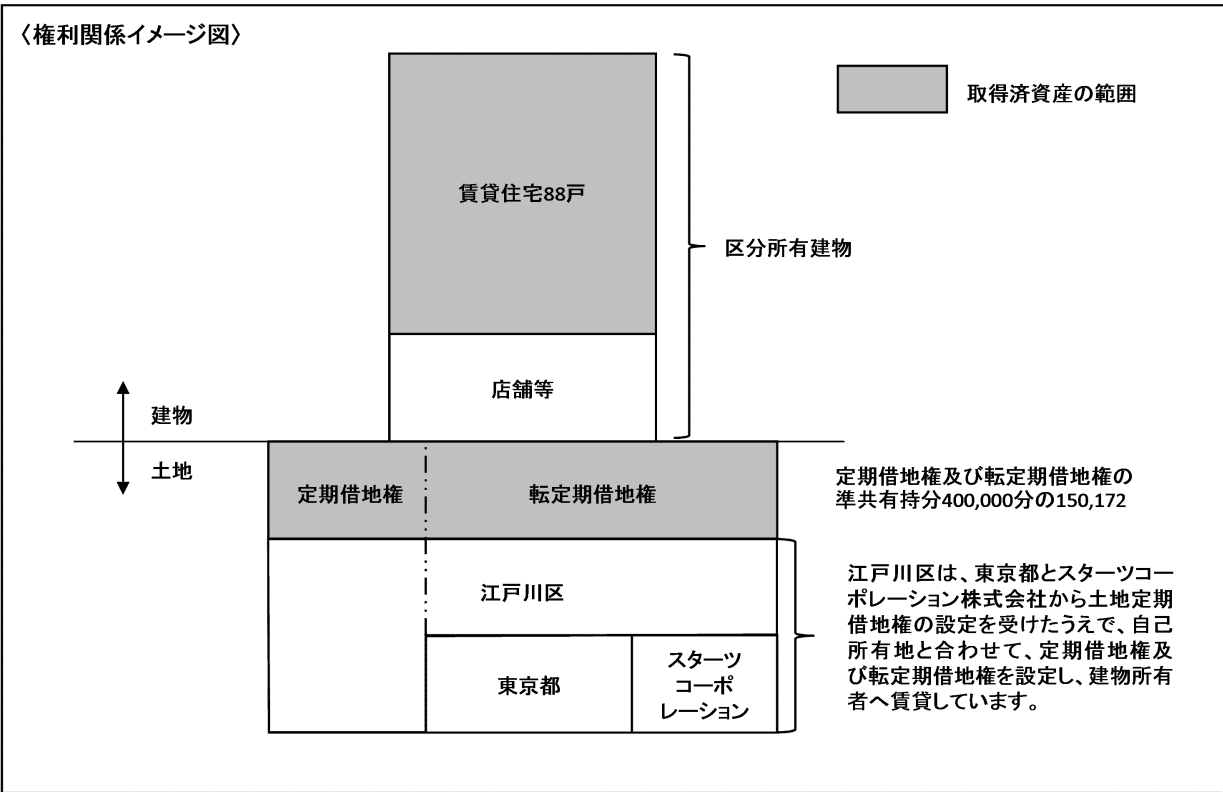 〈権利関係イメージ図〉
取得済資産の範囲
賃貸住宅88戸
区分所有建物
店舗等
建物
土地
定期借地権
転定期借地権
定期借地権及び転定期借地権の
準共有持分400,000分の150,172
江戸川区
東京都
スターツ
コーポ
レーション
江戸川区は、東京都とスターツコー
ポレーション株式会社から土地定期
借地権の設定を受けたうえで、自己
所有地と合わせて、定期借地権及
び転定期借地権を設定し、建物所有
者へ賃貸しています。